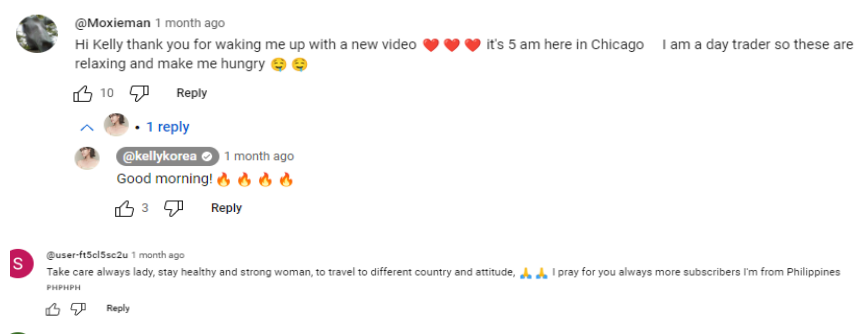 @Moxieman 1 month ago
Hi Kelly thank you for waking me up with a new video ❤️ ❤️ ❤️ it's 5 am here in Chicago I am a day trader so these are
relaxing and make me hungry 🤤 🤤
10 Reply
• 1 reply
@kellykorea 1 month ago
Good morning! 🔥 🔥 🔥 🔥
3 Reply
S
@user-ft5cl5sc2u 1 month ago
Take care always lady, stay healthy and strong woman, to travel to different country and attitude, 🙏 🙏 I pray for you always more subscribers I'm from Philippines
PHPHPH
Reply